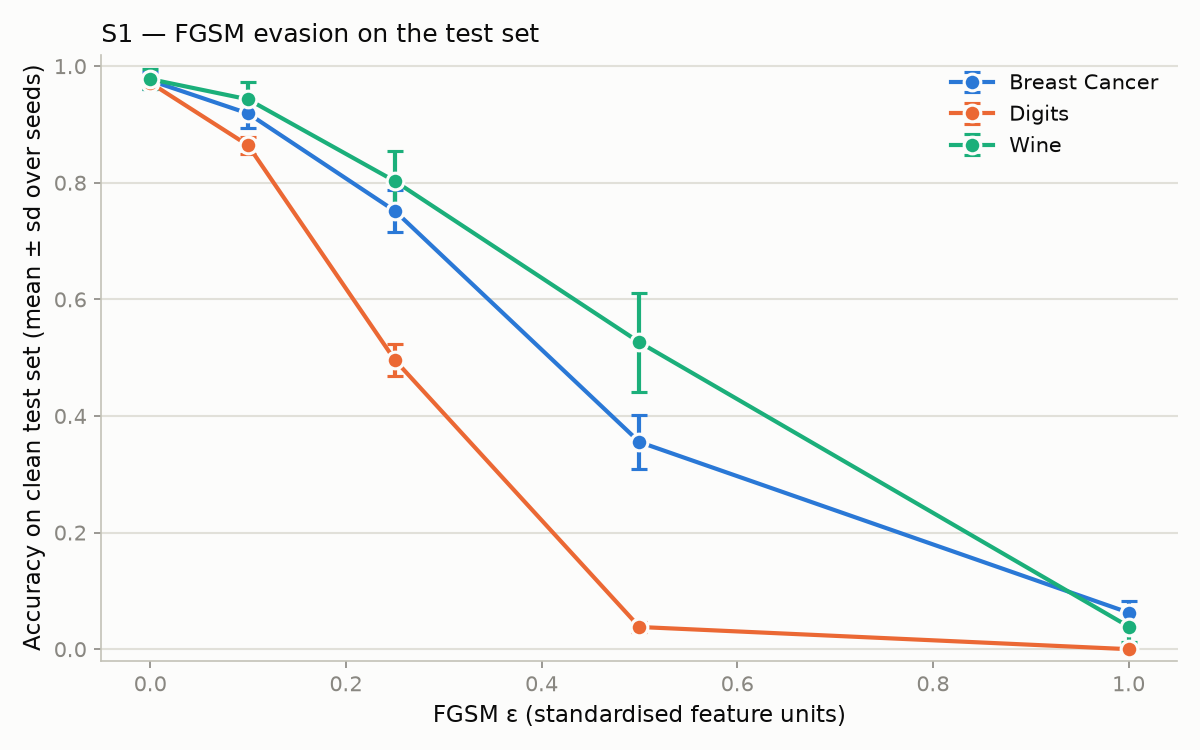 S1 — FGSM evasion on the test set
Accuracy on clean test set (mean ± sd over seeds)
1.0
0.8
0.6
0.4
0.2
0.0
Breast Cancer
Digits
Wine
0.0 0.2 0.4 0.6 0.8 1.0
FGSM ε (standardised feature units)